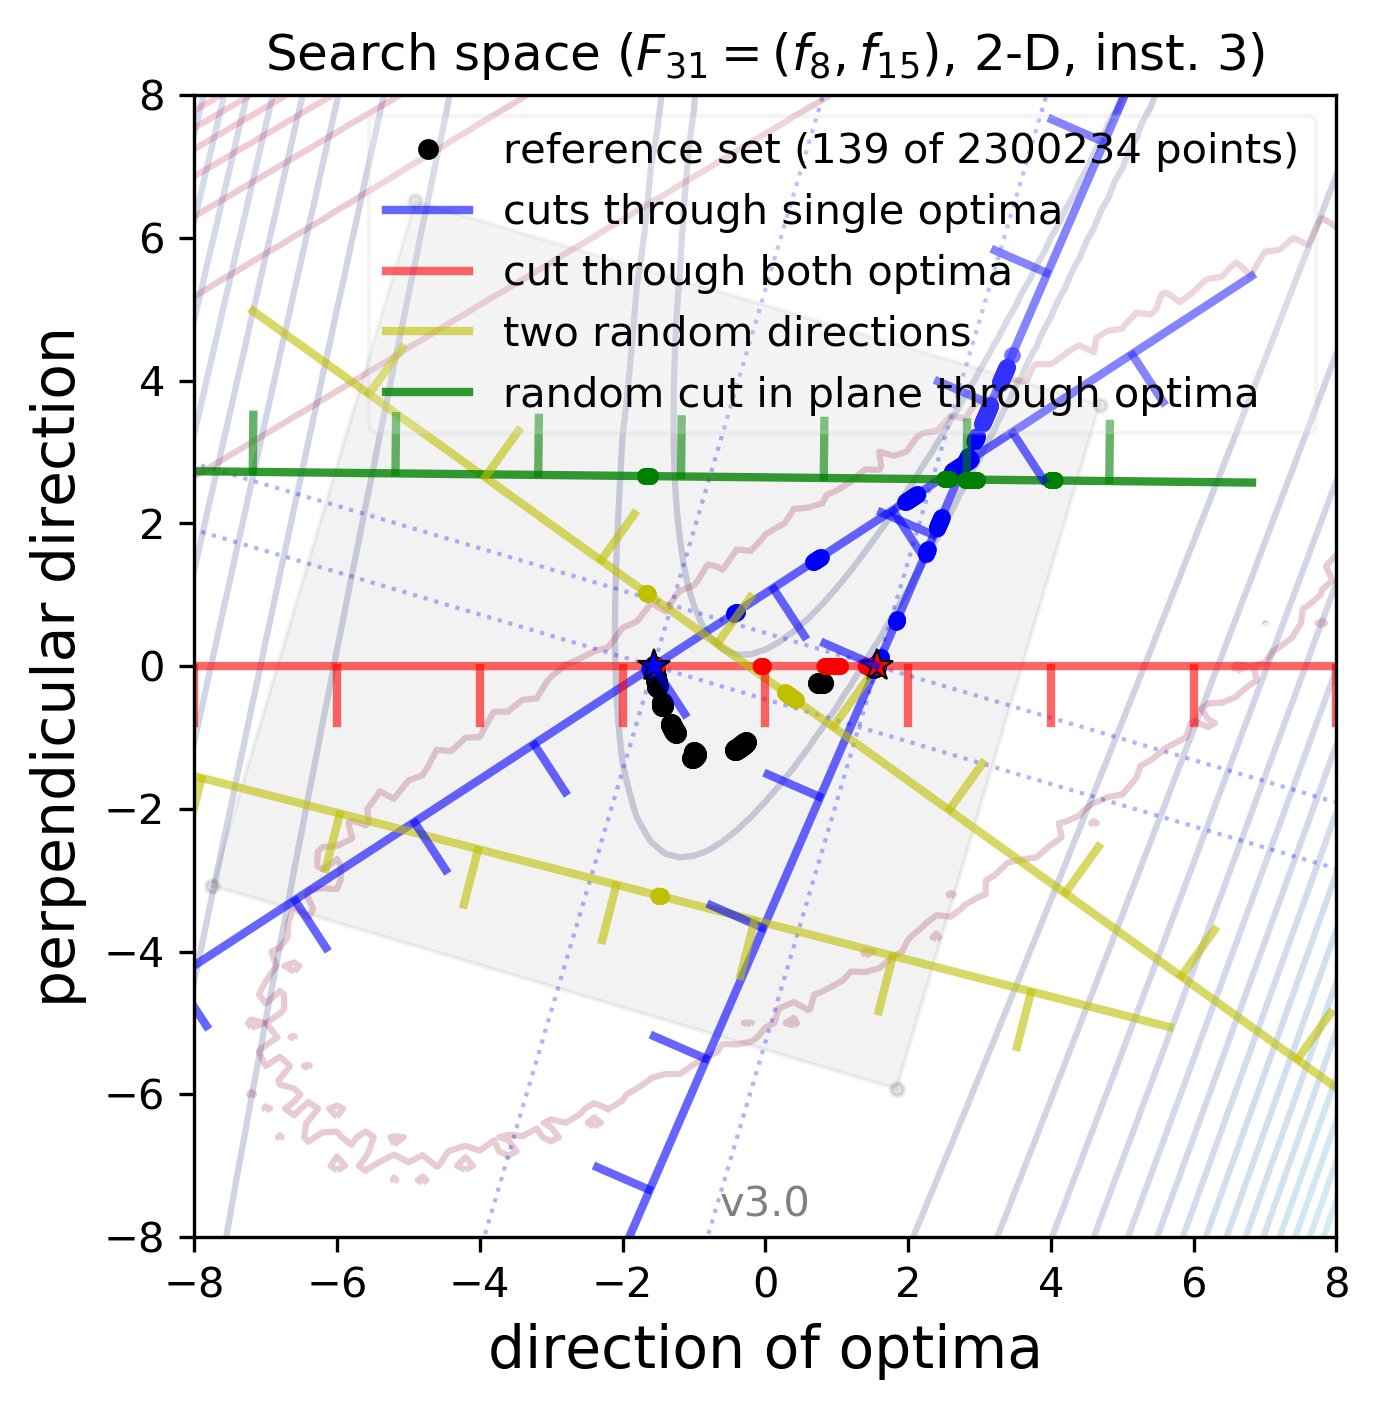 Search space (F31 = (f8, f15), 2-D, inst. 3)
reference set (139 of 2300234 points)
cuts through single optima
cut through both optima
two random directions
random cut in plane through optima
perpendicular direction
8
6
4
2
0
−2
−4
−6
−8
v3.0
−8 −6 −4 −2 0 2 4 6 8
direction of optima